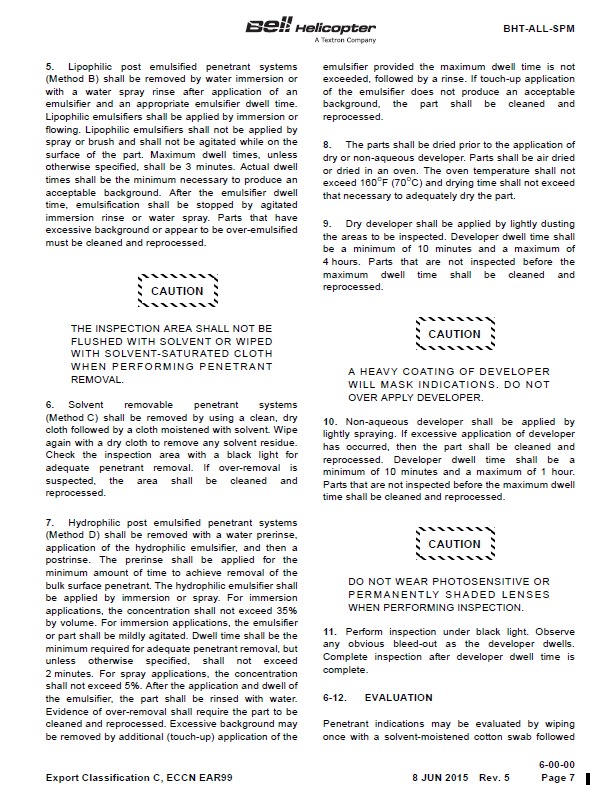 Bell Helicopter
A Textron Company
BHT-ALL-SPM
5. Lipophilic post emulsified penetrant systems
(Method B) shall be removed by water immersion or
with a water spray rinse after application of an
emulsifier and an appropriate emulsifier dwell time.
Lipophilic emulsifiers shall be applied by immersion or
flowing. Lipophilic emulsifiers shall not be applied by
spray or brush and shall not be agitated while on the
surface of the part. Maximum dwell times, unless
otherwise specified, shall be 3 minutes. Actual dwell
times shall be the minimum necessary to produce an
acceptable background. After the emulsifier dwell
time, emulsification shall be stopped by agitated
immersion rinse or water spray. Parts that have
excessive background or appear to be over-emulsified
must be cleaned and reprocessed.
CAUTION
THE INSPECTION AREA SHALL NOT BE
FLUSHED WITH SOLVENT OR WIPED
WITH SOLVENT-SATURATED CLOTH
WHEN PERFORMING PENETRANT
REMOVAL.
6. Solvent removable penetrant systems
(Method C) shall be removed by using a clean, dry
cloth followed by a cloth moistened with solvent. Wipe
again with a dry cloth to remove any solvent residue.
Check the inspection area with a black light for
adequate penetrant removal. If over-removal is
suspected, the area shall be cleaned and
reprocessed.
7. Hydrophilic post emulsified penetrant systems
(Method D) shall be removed with a water prerinse,
application of the hydrophilic emulsifier, and then a
postrinse. The prerinse shall be applied for the
minimum amount of time to achieve removal of the
bulk surface penetrant. The hydrophilic emulsifier shall
be applied by immersion or spray. For immersion
applications, the concentration shall not exceed 35%
by volume. For immersion applications, the emulsifier
or part shall be mildly agitated. Dwell time shall be the
minimum required for adequate penetrant removal, but
unless otherwise specified, shall not exceed
2 minutes. For spray applications, the concentration
shall not exceed 5%. After the application and dwell of
the emulsifier, the part shall be rinsed with water.
Evidence of over-removal shall require the part to be
cleaned and reprocessed. Excessive background may
be removed by additional (touch-up) application of the
emulsifier provided the maximum dwell time is not
exceeded, followed by a rinse. If touch-up application
of the emulsifier does not produce an acceptable
background, the part shall be cleaned and
reprocessed.
8. The parts shall be dried prior to the application of
dry or non-aqueous developer. Parts shall be air dried
or dried in an oven. The oven temperature shall not
exceed 160°F (70°C) and drying time shall not exceed
that necessary to adequately dry the part.
9. Dry developer shall be applied by lightly dusting
the areas to be inspected. Developer dwell time shall
be a minimum of 10 minutes and a maximum of
4 hours. Parts that are not inspected before the
maximum dwell time shall be cleaned and
reprocessed.
CAUTION
A HEAVY COATING OF DEVELOPER
WILL MASK INDICATIONS. DO NOT
OVER APPLY DEVELOPER.
10. Non-aqueous developer shall be applied by
lightly spraying. If excessive application of developer
has occurred, then the part shall be cleaned and
reprocessed. Developer dwell time shall be a
minimum of 10 minutes and a maximum of 1 hour.
Parts that are not inspected before the maximum dwell
time shall be cleaned and reprocessed.
CAUTION
DO NOT WEAR PHOTOSENSITIVE OR
PERMANENTLY SHADED LENSES
WHEN PERFORMING INSPECTION.
11. Perform inspection under black light. Observe
any obvious bleed-out as the developer dwells.
Complete inspection after developer dwell time is
complete.
6-12. EVALUATION
Penetrant indications may be evaluated by wiping
once with a solvent-moistened cotton swab followed
6-00-00
Export Classification C, ECCN EAR99
8 JUN 2015 Rev. 5 Page 7